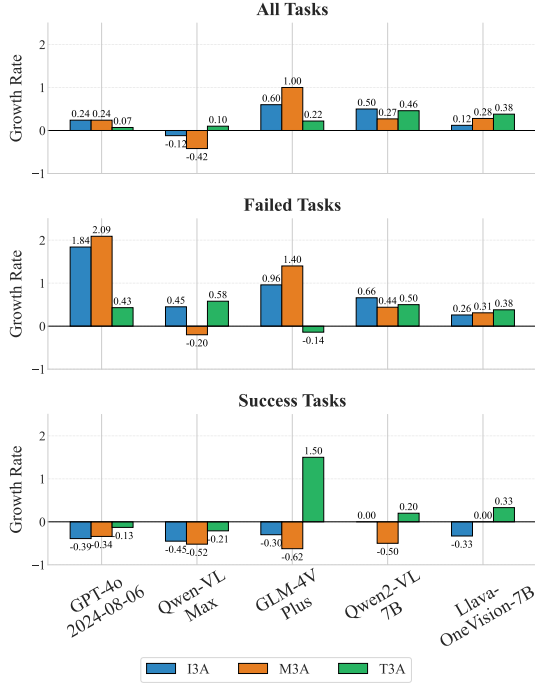 All Tasks
Growth Rate
2
1
0
−1
0.24 0.24 0.07
-0.12 -0.42 0.10
0.60 1.00 0.22
0.50 0.27 0.46
0.12 0.28 0.38
Failed Tasks
Growth Rate
2
1
0
−1
1.84 2.09 0.43
0.45 -0.20 0.58
0.96 1.40 -0.14
0.66 0.44 0.50
0.26 0.31 0.38
Success Tasks
Growth Rate
2
1
0
−1
-0.39 -0.34 -0.13
-0.45 -0.52 -0.21
-0.30 -0.62 1.50
0.00 -0.50 0.20
-0.33 0.00 0.33
GPT-4o
2024-08-06
Qwen-VL
Max
GLM-4V
Plus
Qwen2-VL
7B
Llava-
OneVision-7B
I3A M3A T3A